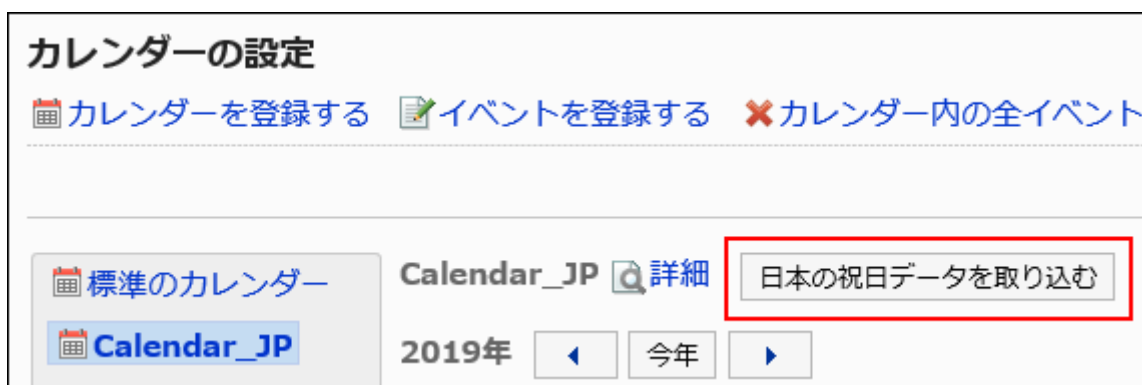 カレンダーの設定
カレンダーを登録する イベントを登録する カレンダー内の全イベント
標準のカレンダー
Calendar_JP
Calendar_JP 詳細 日本の祝日データを取り込む
2019年 今年